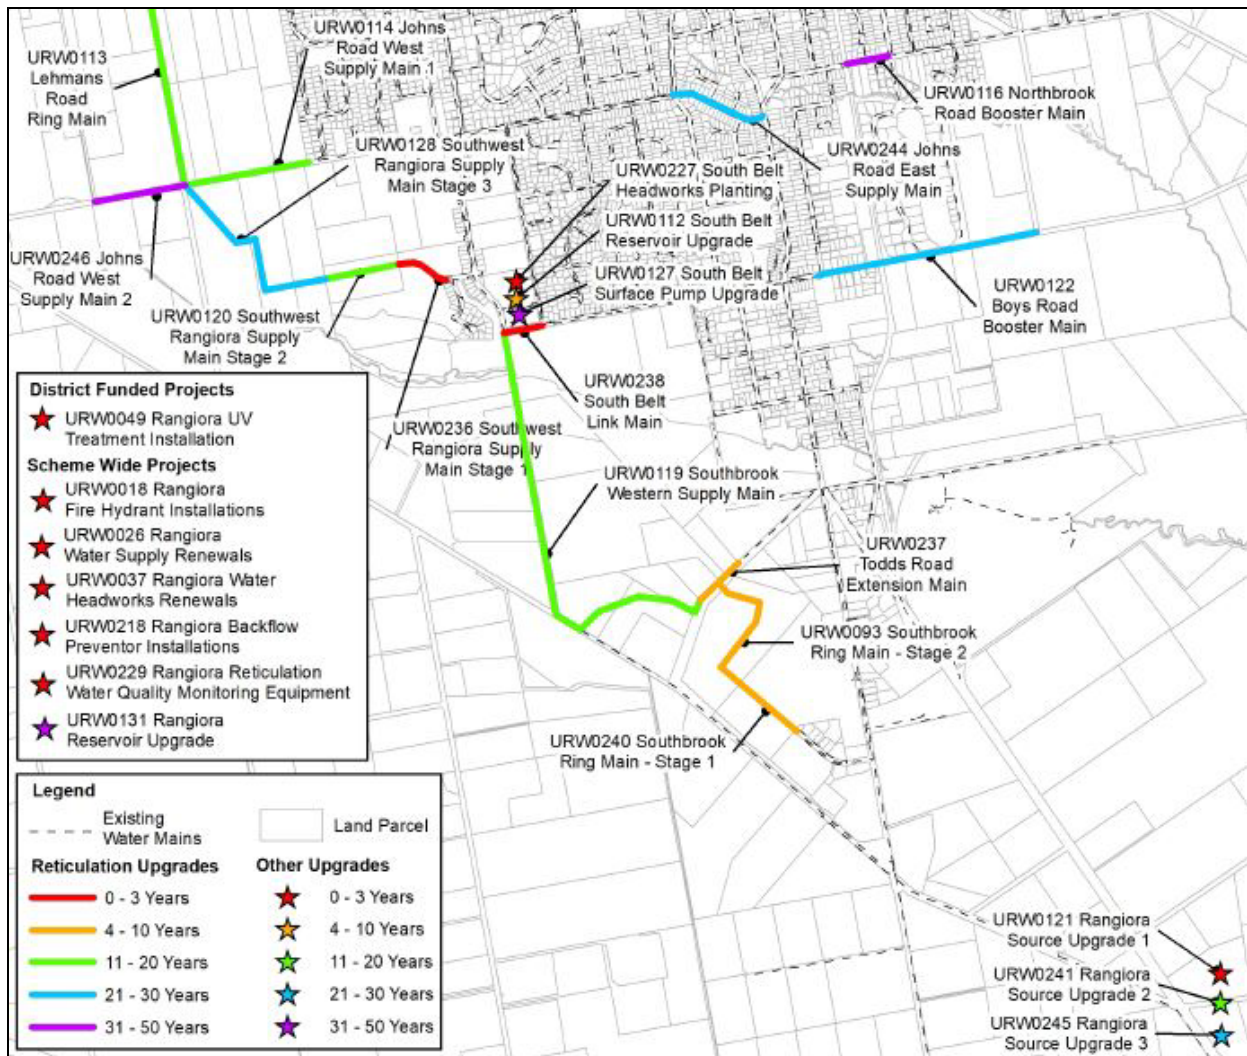 URW0113
Lehmans
Road
Ring Main
URW0114 Johns
Road West
Supply Main 1
URW0128 Southwest
Rangiora Supply
Main Stage 3
URW0116 Northbrook
Road Booster Main
URW0244 Johns
Road East
Supply Main
URW0227 South Belt
Headworks Planting
URW0112 South Belt
Reservoir Upgrade
URW0127 South Belt
Surface Pump Upgrade
URW0246 Johns
Road West
Supply Main 2
URW0120 Southwest
Rangiora Supply
Main Stage 2
URW0122
Boys Road
Booster Main
URW0238
South Belt
Link Main
URW0236 Southwest
Rangiora Supply
Main Stage 1
URW0119 Southbrook
Western Supply Main
URW0237
Todds Road
Extension Main
URW0093 Southbrook
Ring Main - Stage 2
URW0240 Southbrook
Ring Main - Stage 1
District Funded Projects
URW0049 Rangiora UV
Treatment Installation
Scheme Wide Projects
URW0018 Rangiora
Fire Hydrant Installations
URW0026 Rangiora
Water Supply Renewals
URW0037 Rangiora Water
Headworks Renewals
URW0218 Rangiora Backflow
Preventor Installations
URW0229 Rangiora Reticulation
Water Quality Monitoring Equipment
URW0131 Rangiora
Reservoir Upgrade
Legend
Existing
Water Mains
Land Parcel
Reticulation Upgrades
0 - 3 Years
4 - 10 Years
11 - 20 Years
21 - 30 Years
31 - 50 Years
Other Upgrades
0 - 3 Years
4 - 10 Years
11 - 20 Years
21 - 30 Years
31 - 50 Years
URW0121 Rangiora
Source Upgrade 1
URW0241 Rangiora
Source Upgrade 2
URW0245 Rangiora
Source Upgrade 3